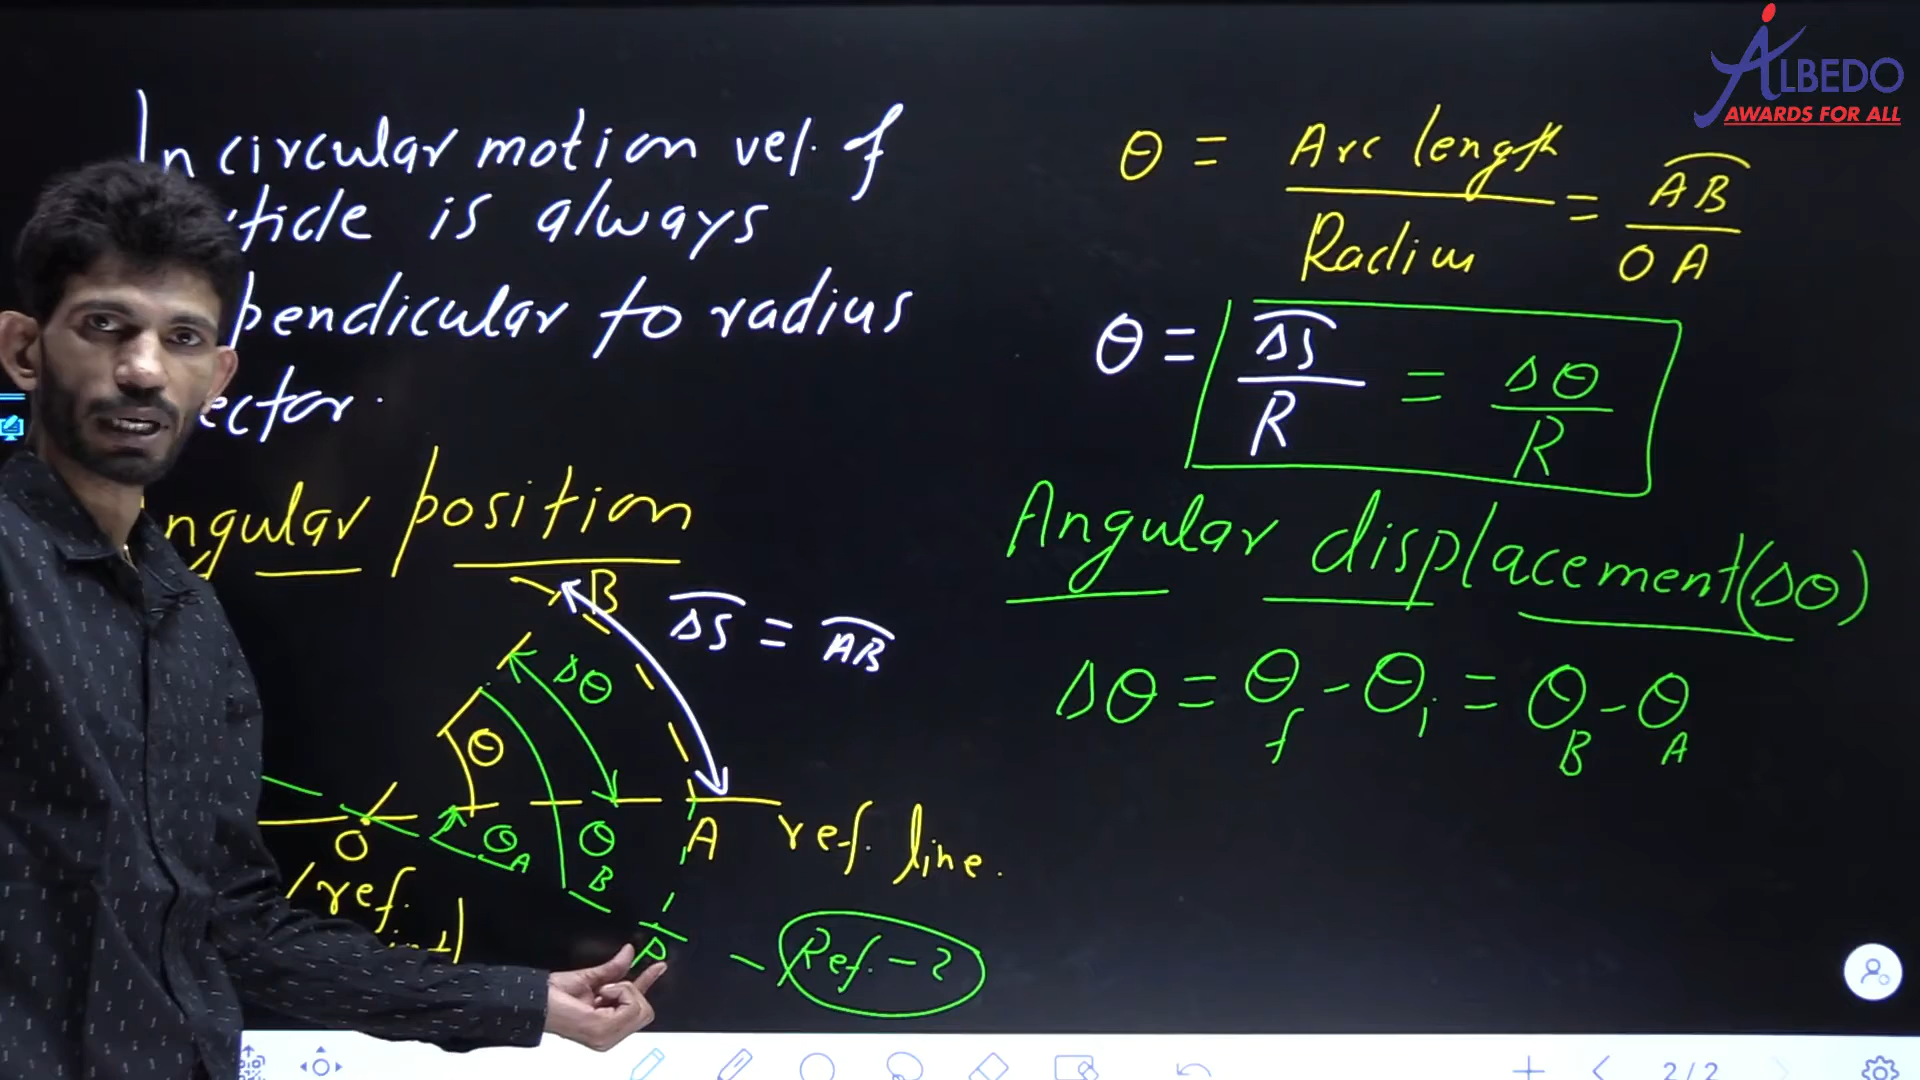 ALBEDO
AWARDS FOR ALL
In circular motion vel. of
ticle is always
pendicular to radius
ector.
ngular position
θ = Arc length / Radius = AB / OA
θ = ΔS / R = Δθ / R
Angular displacement (Δθ)
Δθ = θf - θi = θB - θA
B
ΔS = AB
Δθ
θ
O
θA
θB
A
ref. line.
ref.
P
Ref. - 2
2/2